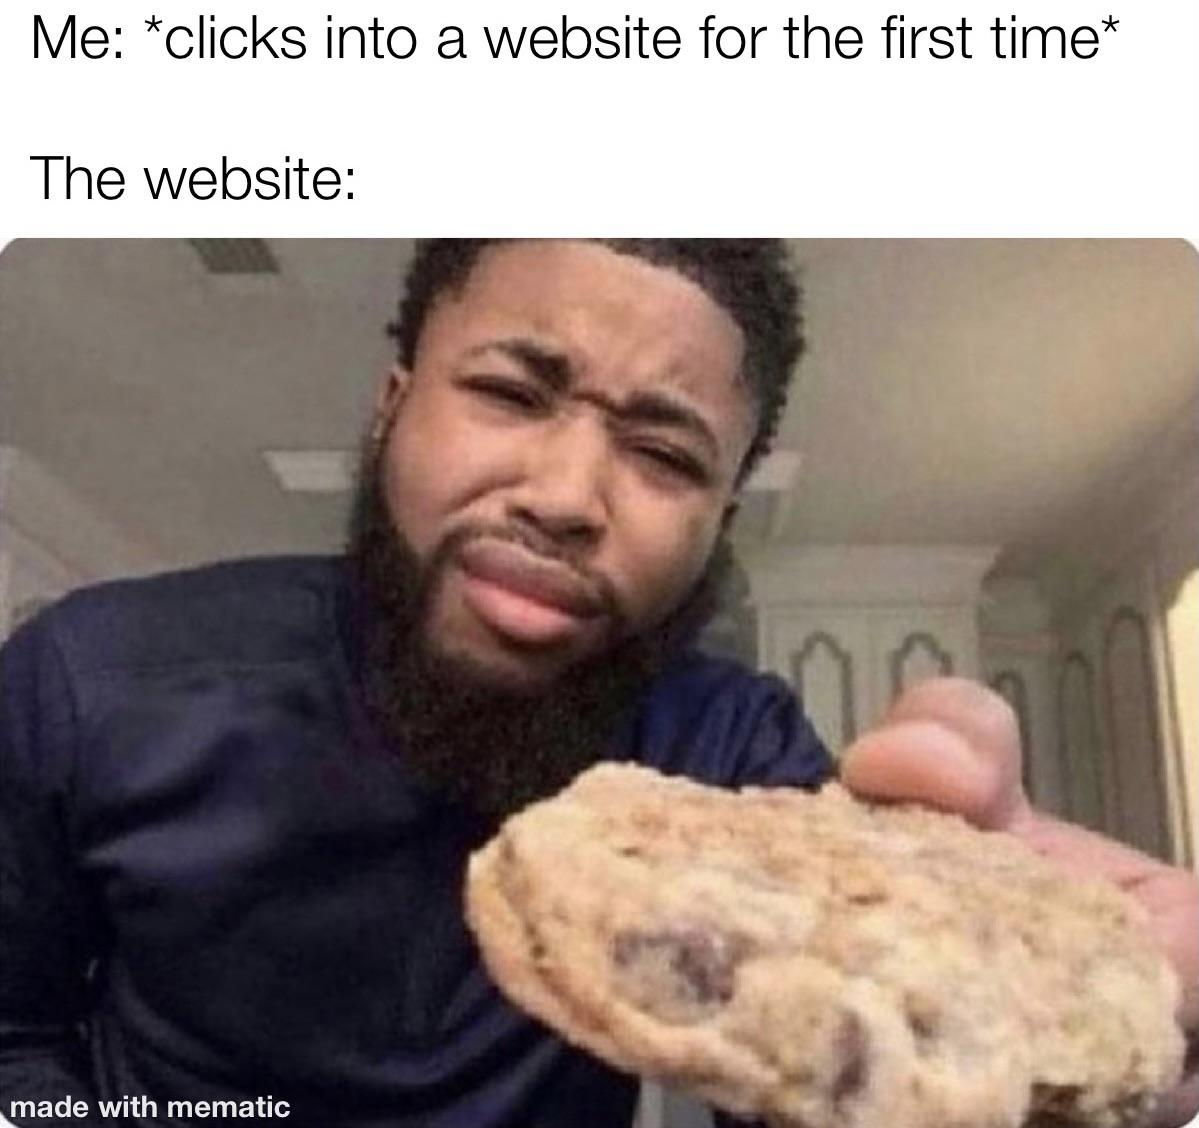 Me: *clicks into a website for the first time*
The website:
made with mematic